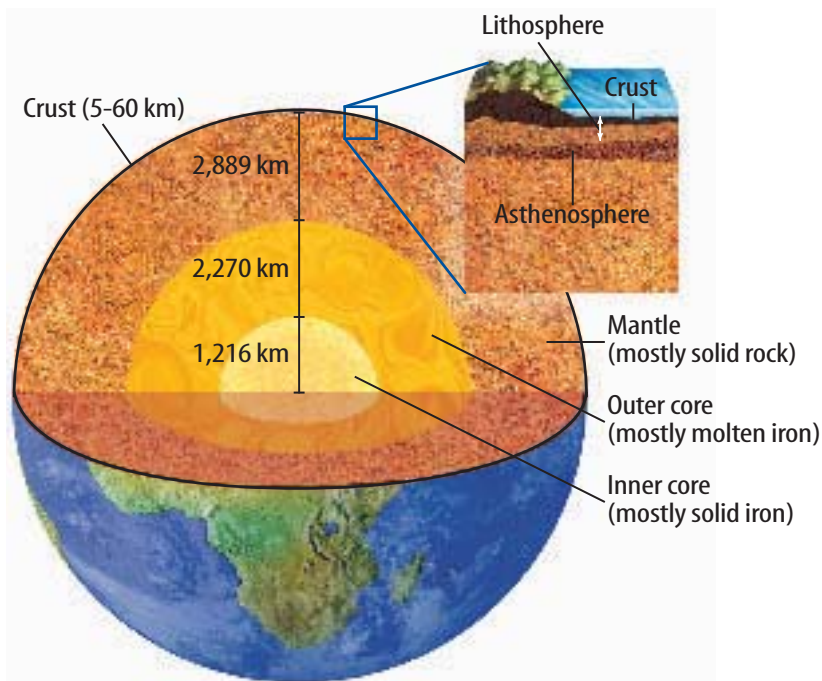 Lithosphere
Crust
Crust (5-60 km)
2,889 km
Asthenosphere
2,270 km
Mantle
(mostly solid rock)
1,216 km
Outer core
(mostly molten iron)
Inner core
(mostly solid iron)